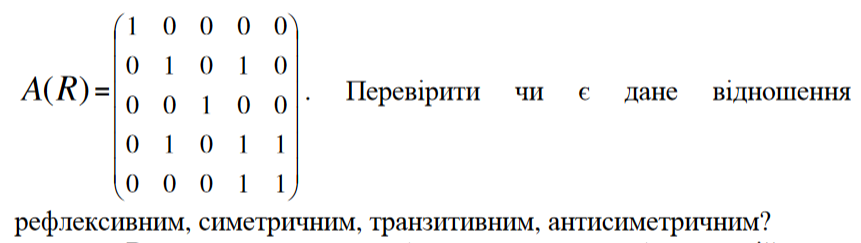 1 0 0 0 0
0 1 0 1 0
A(R)= 0 0 1 0 0 . Перевірити чи є дане відношення
0 1 0 1 1
0 0 0 1 1
рефлексивним, симетричним, транзитивним, антисиметричним?